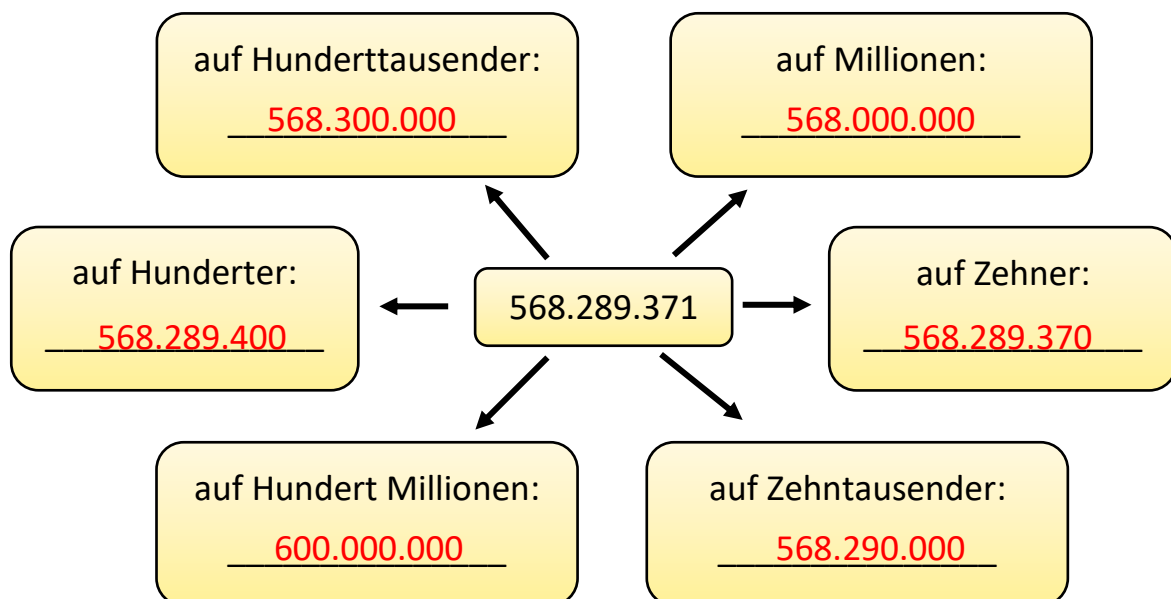 auf Hunderttausender:
568.300.000
auf Millionen:
568.000.000
auf Hunderter:
568.289.400
568.289.371
auf Zehner:
568.289.370
auf Hundert Millionen:
600.000.000
auf Zehntausender:
568.290.000